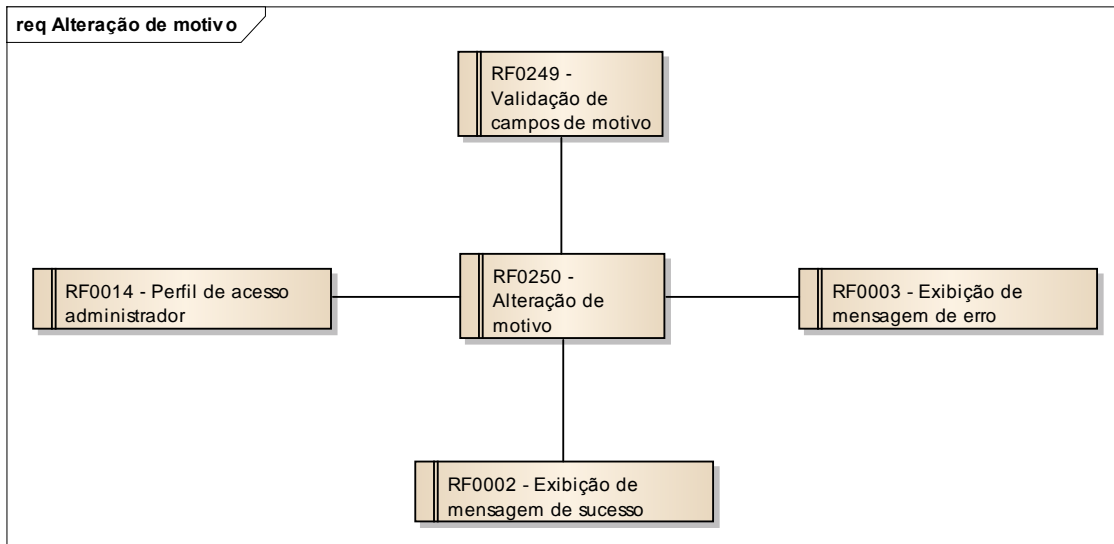 req Alteração de motivo
RF0249 -
Validação de
campos de motivo
RF0014 - Perfil de acesso
administrador
RF0250 -
Alteração de
motivo
RF0003 - Exibição de
mensagem de erro
RF0002 - Exibição de
mensagem de sucesso